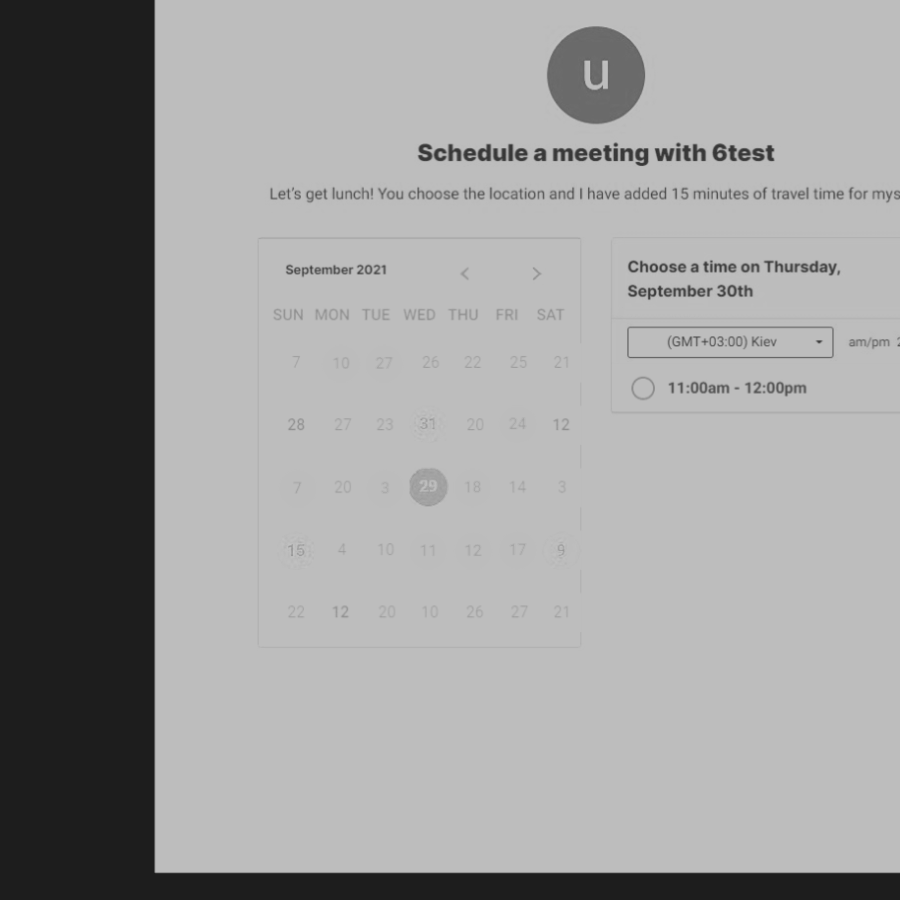 u
Schedule a meeting with 6test
Let's get lunch! You choose the location and I have added 15 minutes of travel time for mys
September 2021
SUN MON TUE WED THU FRI SAT
7 10 27 26 22 25 21
28 27 23 31 20 24 12
7 20 3 29 18 14 3
15 4 10 11 12 17 9
22 12 20 10 26 27 21
Choose a time on Thursday,
September 30th
(GMT+03:00) Kiev am/pm
11:00am - 12:00pm